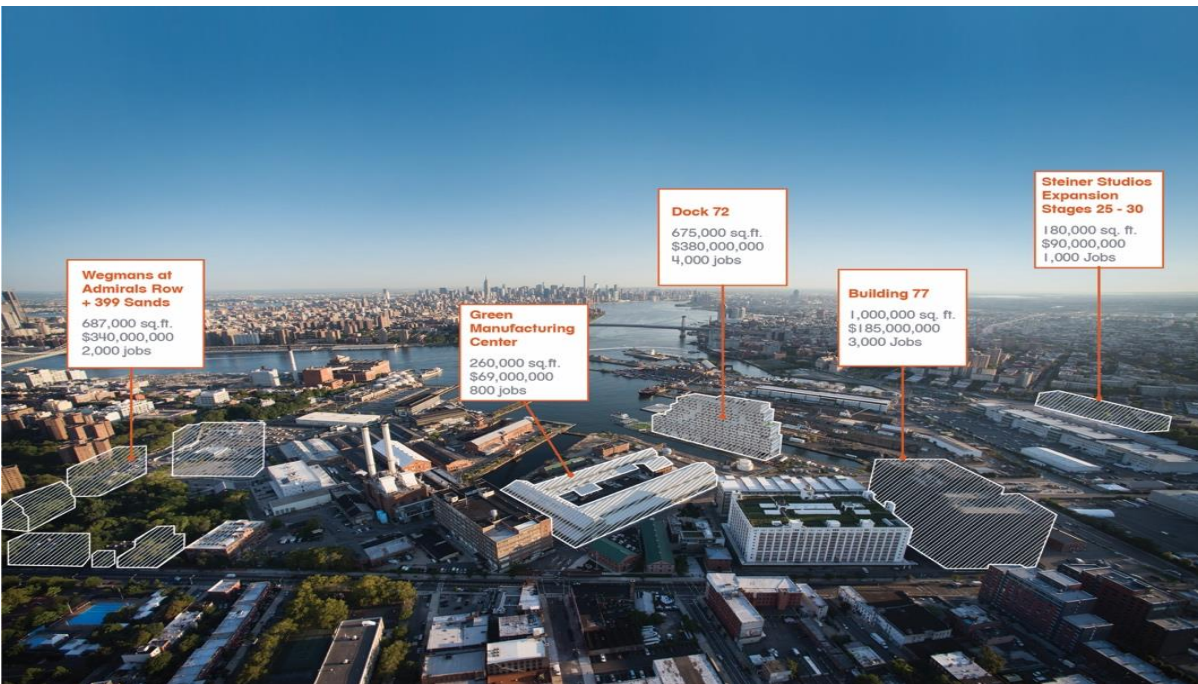 Wegmans at
Admirals Row
+ 399 Sands
687,000 sq.ft.
$340,000,000
2,000 jobs
Green
Manufacturing
Center
260,000 sq.ft.
$69,000,000
800 jobs
Dock 72
675,000 sq.ft.
$380,000,000
4,000 jobs
Building 77
1,000,000 sq. ft.
$185,000,000
3,000 Jobs
Steiner Studios
Expansion
Stages 25 - 30
180,000 sq. ft.
$90,000,000
1,000 Jobs